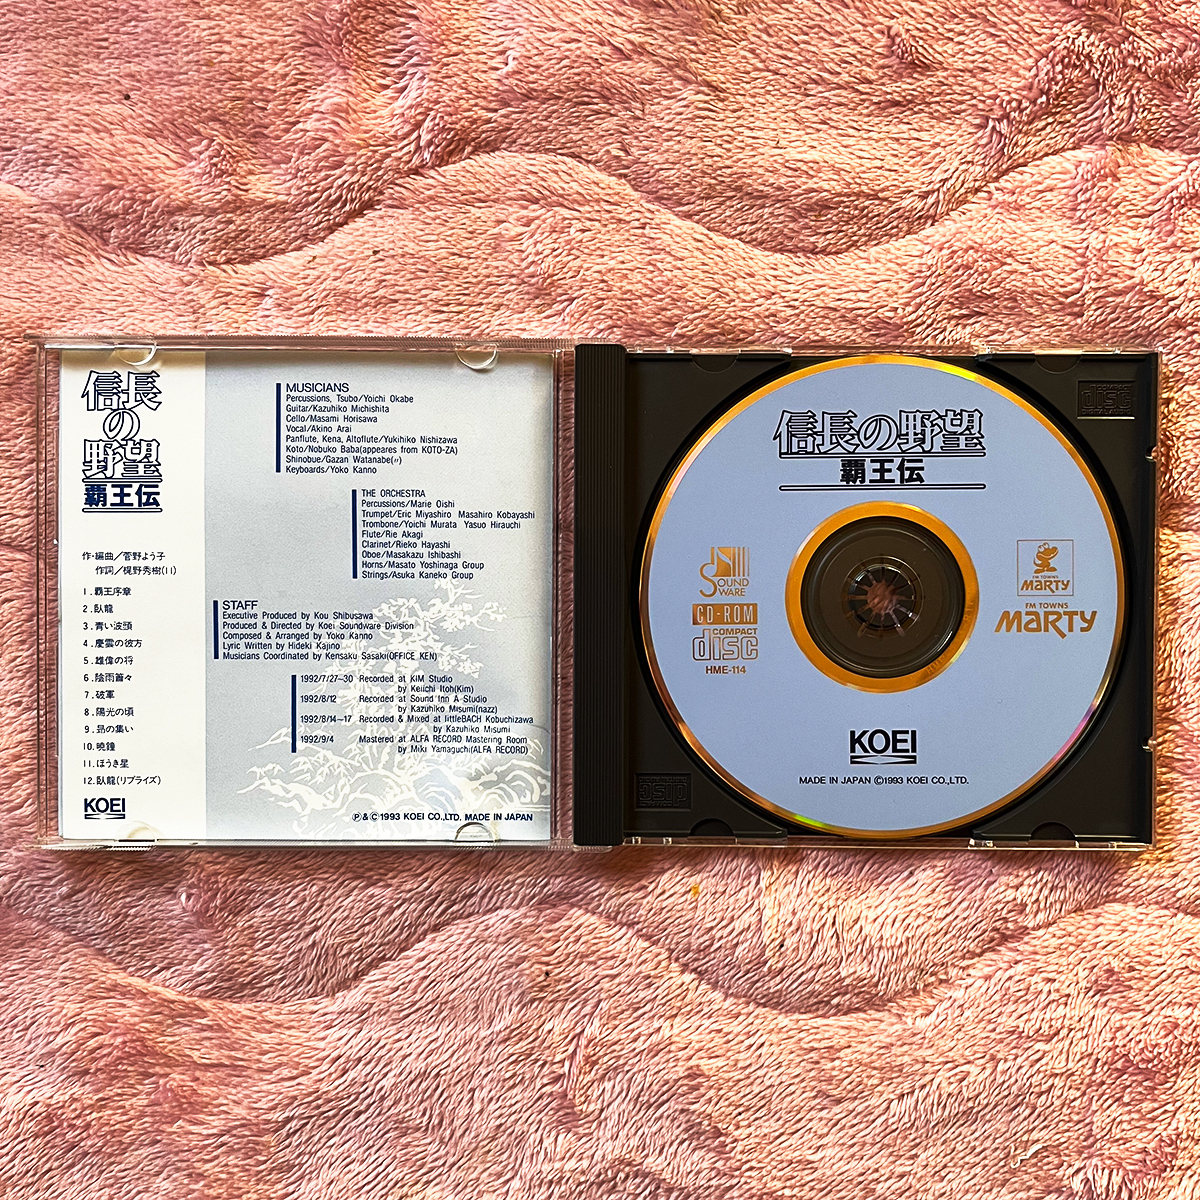 信長
の
野望
覇王伝
作・編曲／菅野よう子
作詞／梶野秀樹(11)
1. 覇王序章
2. 臥龍
3. 青い波頭
4. 慶雲の彼方
5. 雄偉の将
6. 陰雨蕭々
7. 破軍
8. 陽光の頃
9. 昴の集い
10. 暁鐘
11. ほうき星
12. 臥龍(リプライズ)
KOEI
MUSICIANS
Percussions, Tsubo/Yoichi Okabe
Guitar/Kazuhiko Michishita
Cello/Masami Horisawa
Vocal/Akino Arai
Panflute, Kena, Altoflute/Yukihiko Nishizawa
Koto/Nobuko Baba(appeares from KOTO-ZA)
Shinobue/Gazan Watanabe(〃)
Keyboards/Yoko Kanno
THE ORCHESTRA
Percussions/Marie Oishi
Trumpet/Eric Miyashiro Masahiro Kobayashi
Trombone/Yoichi Murata Yasuo Hirauchi
Flute/Rie Akagi
Clarinet/Rieko Hayashi
Oboe/Masakazu Ishibashi
Horns/Masato Yoshinaga Group
Strings/Asuka Kaneko Group
STAFF
Executive Produced by Kou Shibusawa
Produced & Directed by Koei Soundware Division
Composed & Arranged by Yoko Kanno
Lyric Written by Hideki Kajino
Musicians Coordinated by Kensaku Sasaki(OFFICE KEN)
1992/7/27~30 Recorded at KIM Studio
by Keiichi Itoh(Kim)
1992/8/12 Recorded at Sound Inn A-Studio
by Kazuhiko Misumi(nazz)
1992/8/14~17 Recorded & Mixed at littleBACH Kobuchizawa
by Kazuhiko Misumi
1992/9/4 Mastered at ALFA RECORD Mastering Room
by Miki Yamaguchi(ALFA RECORD)
Ⓟ & Ⓒ 1993 KOEI CO.,LTD. MADE IN JAPAN
信長の野望
覇王伝
SOUND
WARE
CD-ROM
COMPACT
disc
HME-114
FM TOWNS
MARTY
FM TOWNS
MARTY
KOEI
MADE IN JAPAN ©1993 KOEI CO.,LTD.
COMPACT
disc
DIGITAL AUDIO
COMPACT
disc
DIGITAL AUDIO